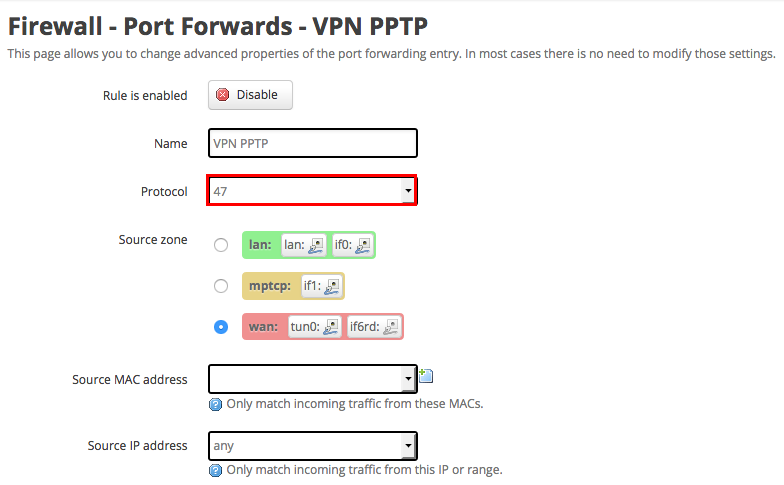 Firewall - Port Forwards - VPN PPTP
This page allows you to change advanced properties of the port forwarding entry. In most cases there is no need to modify those settings.
Rule is enabled Disable
Name VPN PPTP
Protocol 47
Source zone lan: lan: if0:
mptcp: if1:
wan: tun0: if6rd:
Source MAC address
Only match incoming traffic from these MACs.
Source IP address any
Only match incoming traffic from this IP or range.